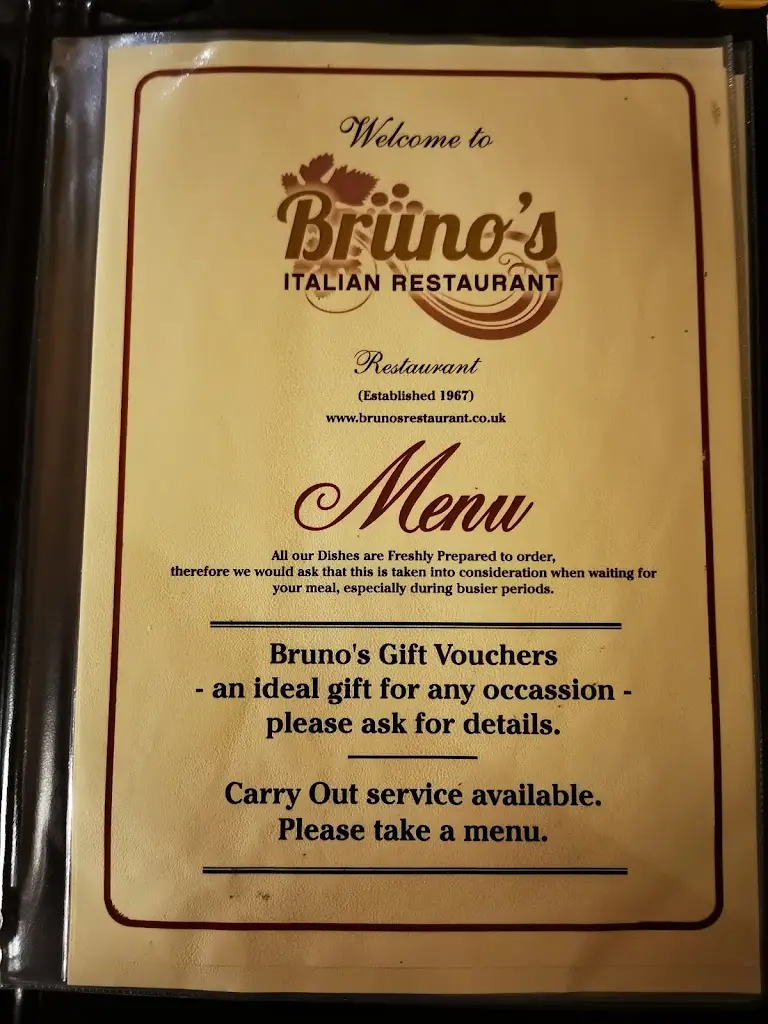 Welcome to
Bruno's
ITALIAN RESTAURANT
Restaurant
(Established 1967)
www.brunosrestaurant.co.uk
Menu
All our Dishes are Freshly Prepared to order,
therefore we would ask that this is taken into consideration when waiting for
your meal, especially during busier periods.
Bruno's Gift Vouchers
- an ideal gift for any occassion -
please ask for details.
Carry Out service available.
Please take a menu.